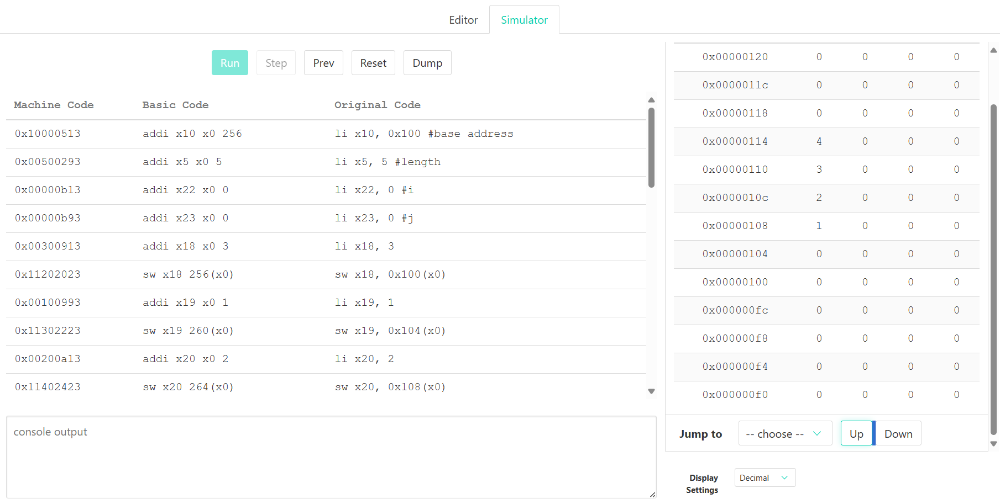 Editor Simulator
Run Step Prev Reset Dump
Machine Code Basic Code Original Code
0x10000513 addi x10 x0 256 li x10, 0x100 #base address
0x00500293 addi x5 x0 5 li x5, 5 #length
0x00000b13 addi x22 x0 0 li x22, 0 #i
0x00000b93 addi x23 x0 0 li x23, 0 #j
0x00300913 addi x18 x0 3 li x18, 3
0x11202023 sw x18 256(x0) sw x18, 0x100(x0)
0x00100993 addi x19 x0 1 li x19, 1
0x11302223 sw x19 260(x0) sw x19, 0x104(x0)
0x00200a13 addi x20 x0 2 li x20, 2
0x11402423 sw x20 264(x0) sw x20, 0x108(x0)
console output
0x00000120 0 0 0 0
0x0000011c 0 0 0 0
0x00000118 0 0 0 0
0x00000114 4 0 0 0
0x00000110 3 0 0 0
0x0000010c 2 0 0 0
0x00000108 1 0 0 0
0x00000104 0 0 0 0
0x00000100 0 0 0 0
0x000000fc 0 0 0 0
0x000000f8 0 0 0 0
0x000000f4 0 0 0 0
0x000000f0 0 0 0 0
Jump to -- choose -- Up Down
Display Settings Decimal